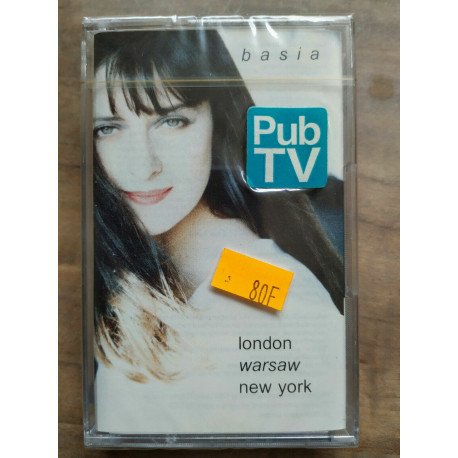 basia
Pub
TV
80F
london
warsaw
new york